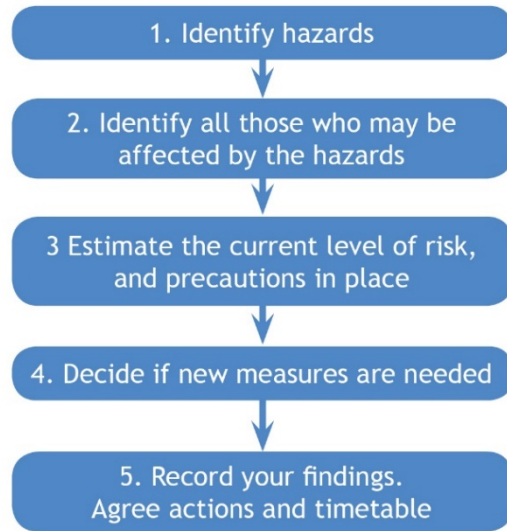 1. Identify hazards
2. Identify all those who may be
affected by the hazards
3 Estimate the current level of risk,
and precautions in place
4. Decide if new measures are needed
5. Record your findings.
Agree actions and timetable